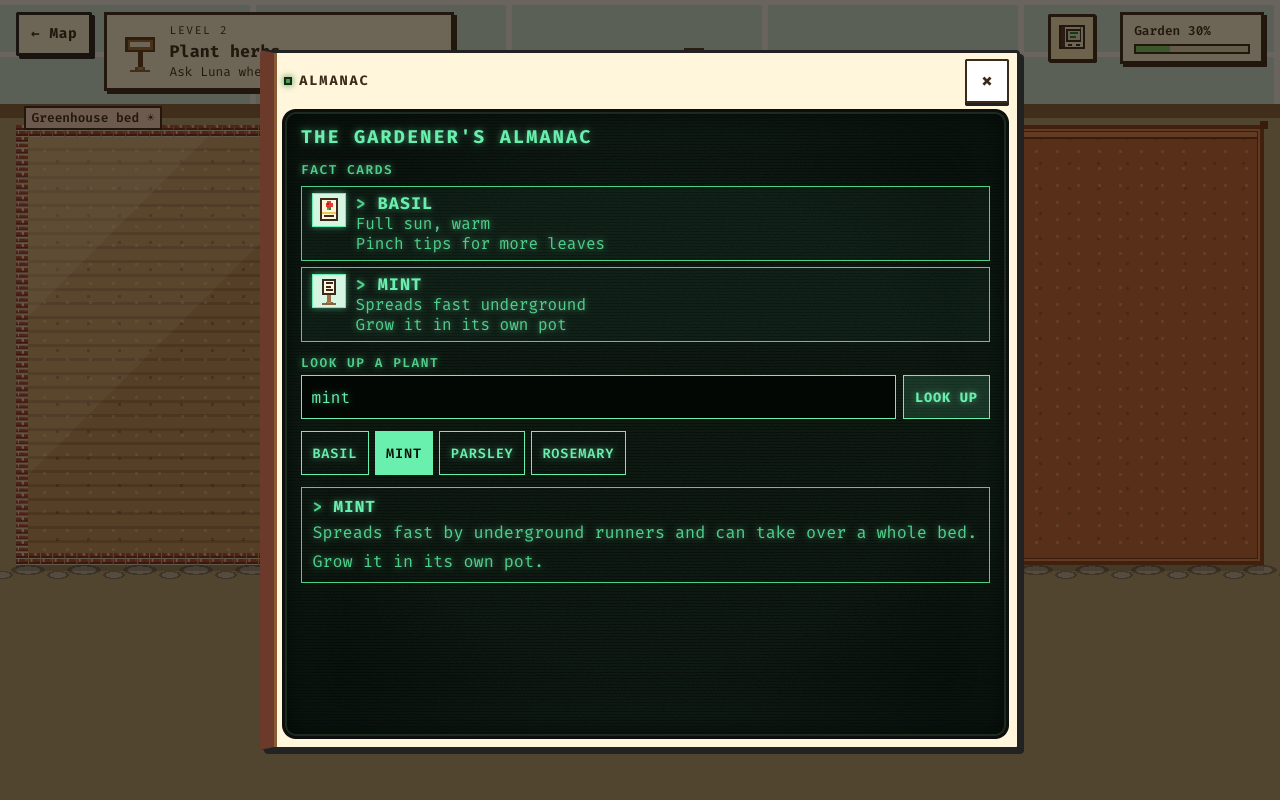 ← Map
LEVEL 2
Plant herbs
Ask Luna whe
Garden 30%
Greenhouse bed ☀
ALMANAC
×
THE GARDENER'S ALMANAC
FACT CARDS
> BASIL
Full sun, warm
Pinch tips for more leaves
> MINT
Spreads fast underground
Grow it in its own pot
LOOK UP A PLANT
mint
LOOK UP
BASIL MINT PARSLEY ROSEMARY
> MINT
Spreads fast by underground runners and can take over a whole bed.
Grow it in its own pot.